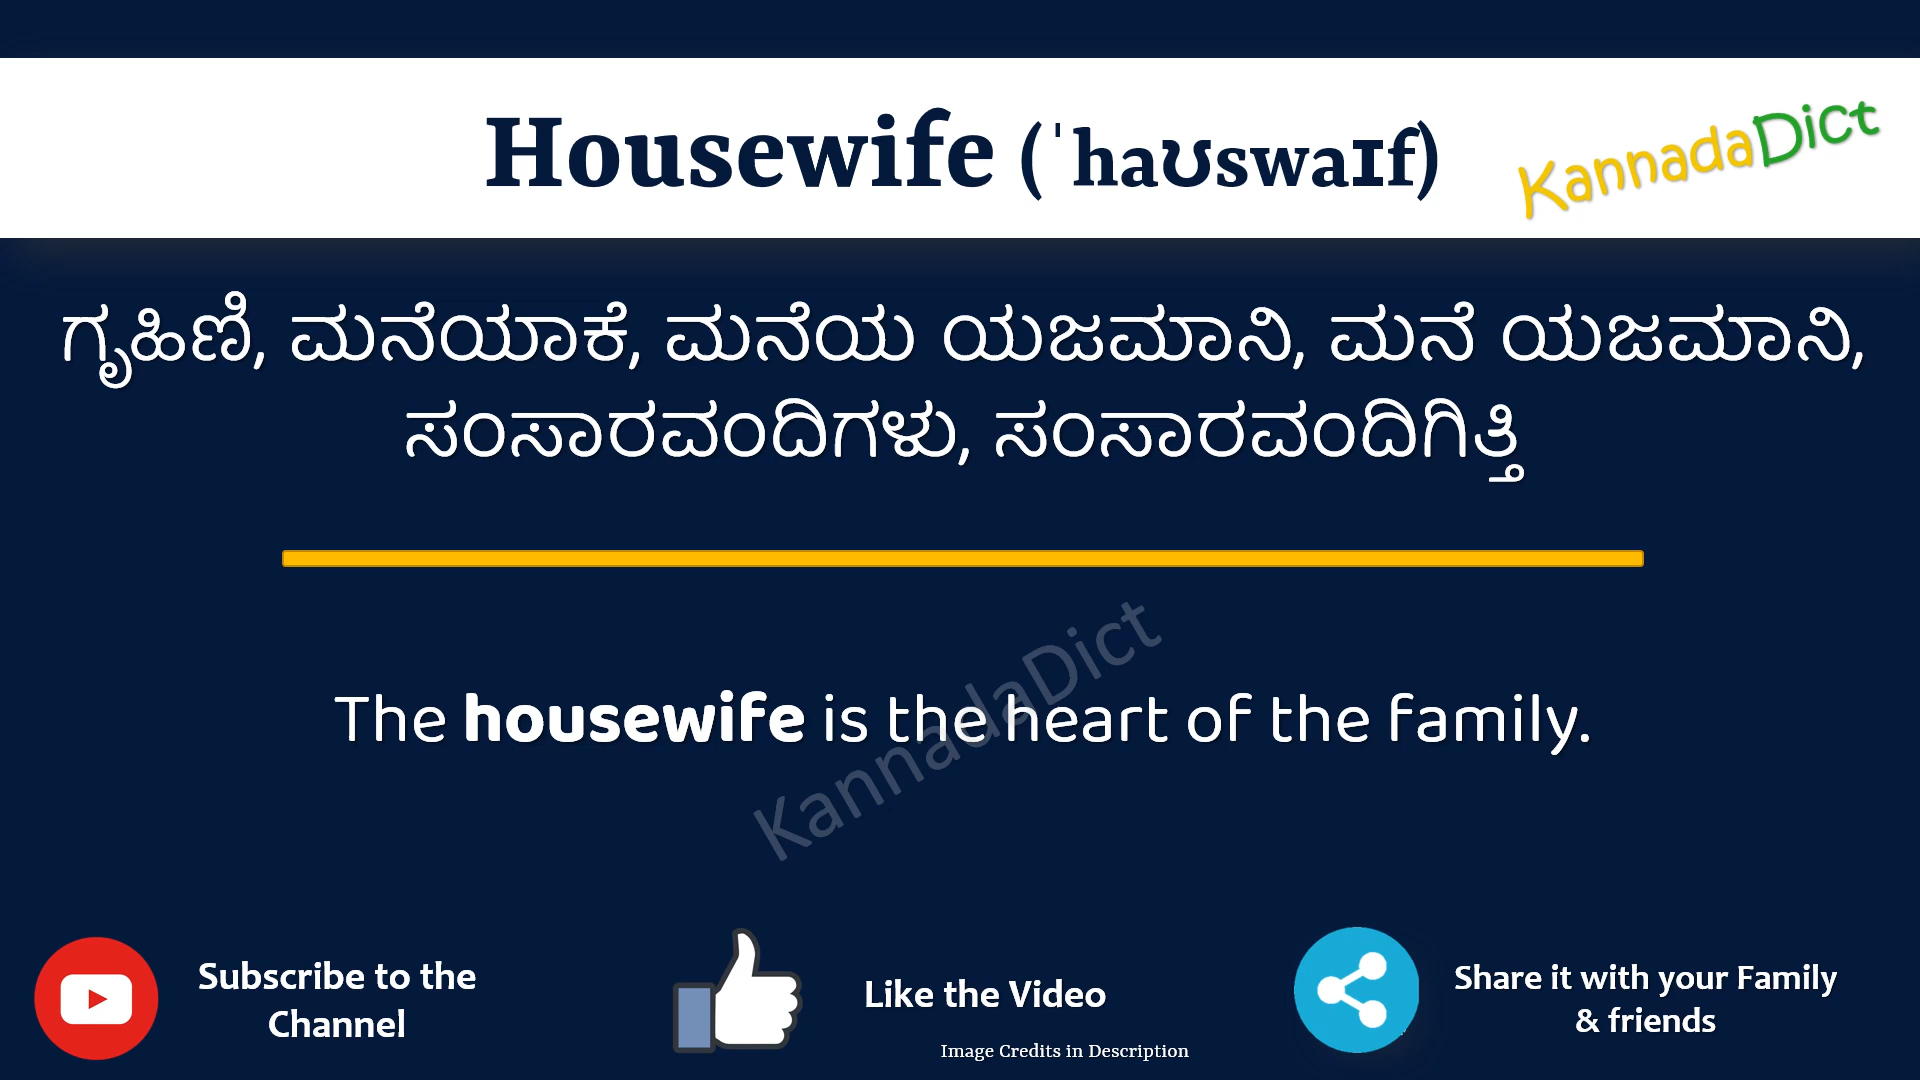 Housewife (ˈhaʊswaɪf)
KannadaDict
ಗೃಹಿಣಿ, ಮನೆಯಾಕೆ, ಮನೆಯ ಯಜಮಾನಿ, ಮನೆ ಯಜಮಾನಿ,
ಸಂಸಾರವಂದಿಗಳು, ಸಂಸಾರವಂದಿಗಿತ್ತಿ
The housewife is the heart of the family.
KannadaDict
Subscribe to the
Channel
Like the Video
Share it with your Family
& friends
Image Credits in Description